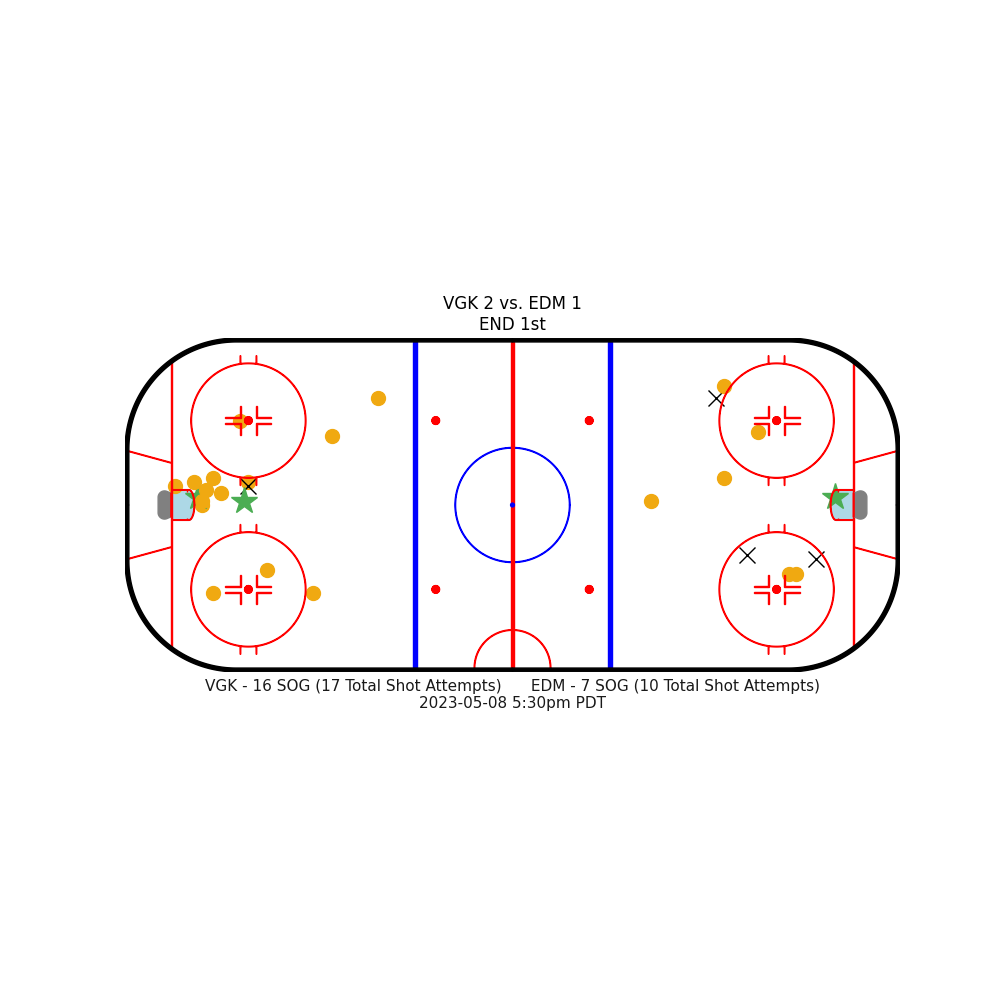 VGK 2 vs. EDM 1
END 1st
VGK - 16 SOG (17 Total Shot Attempts) EDM - 7 SOG (10 Total Shot Attempts)
2023-05-08 5:30pm PDT